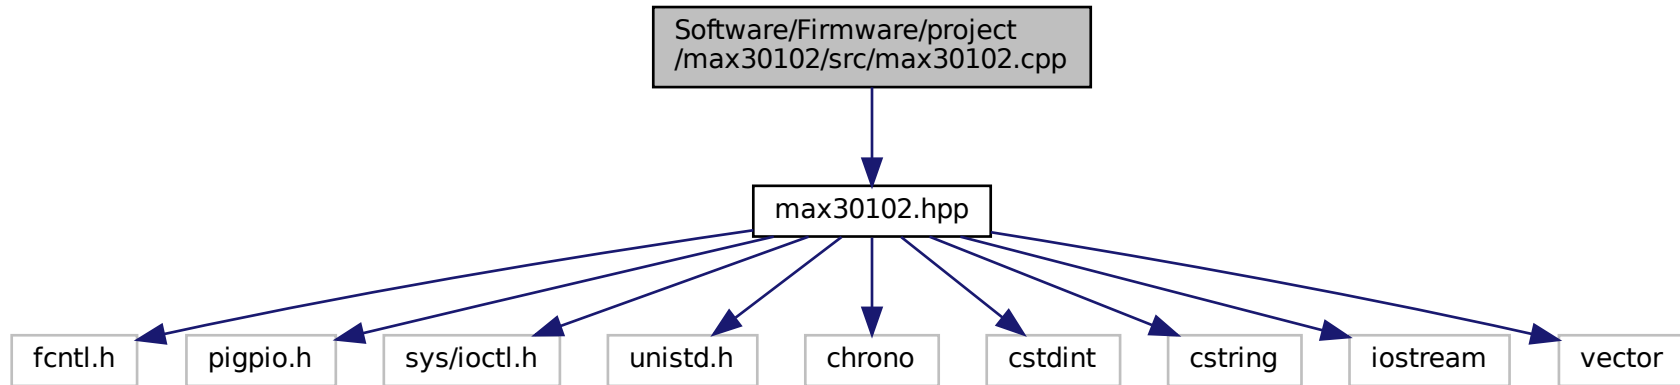 Software/Firmware/project
/max30102/src/max30102.cpp
max30102.hpp
fcntl.h
pigpio.h
sys/ioctl.h
unistd.h
chrono
cstdint
cstring
iostream
vector